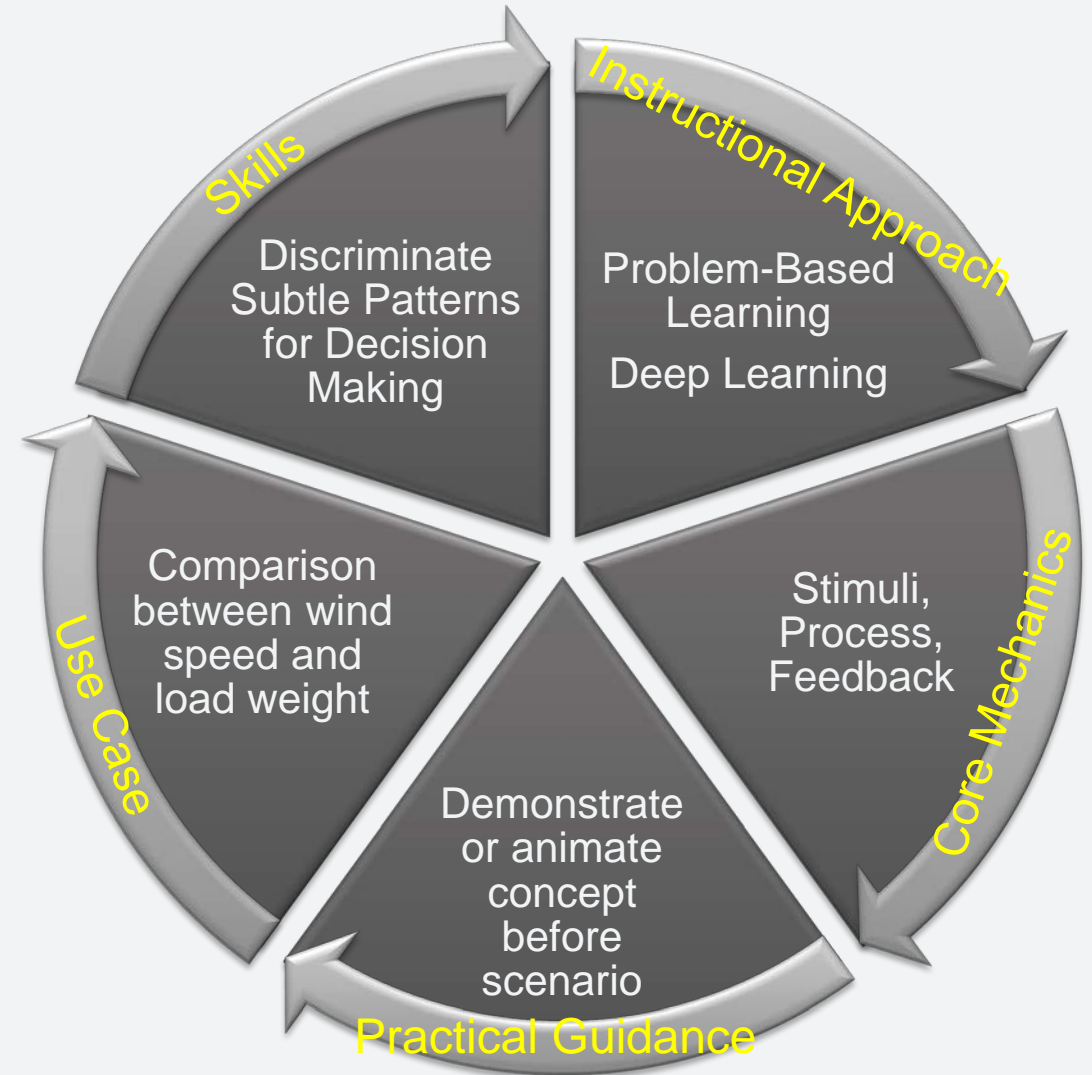 Skills
Discriminate
Subtle Patterns
for Decision
Making
Instructional Approach
Problem-Based
Learning
Deep Learning
Core Mechanics
Stimuli,
Process,
Feedback
Practical Guidance
Demonstrate
or animate
concept
before
scenario
Use Case
Comparison
between wind
speed and
load weight